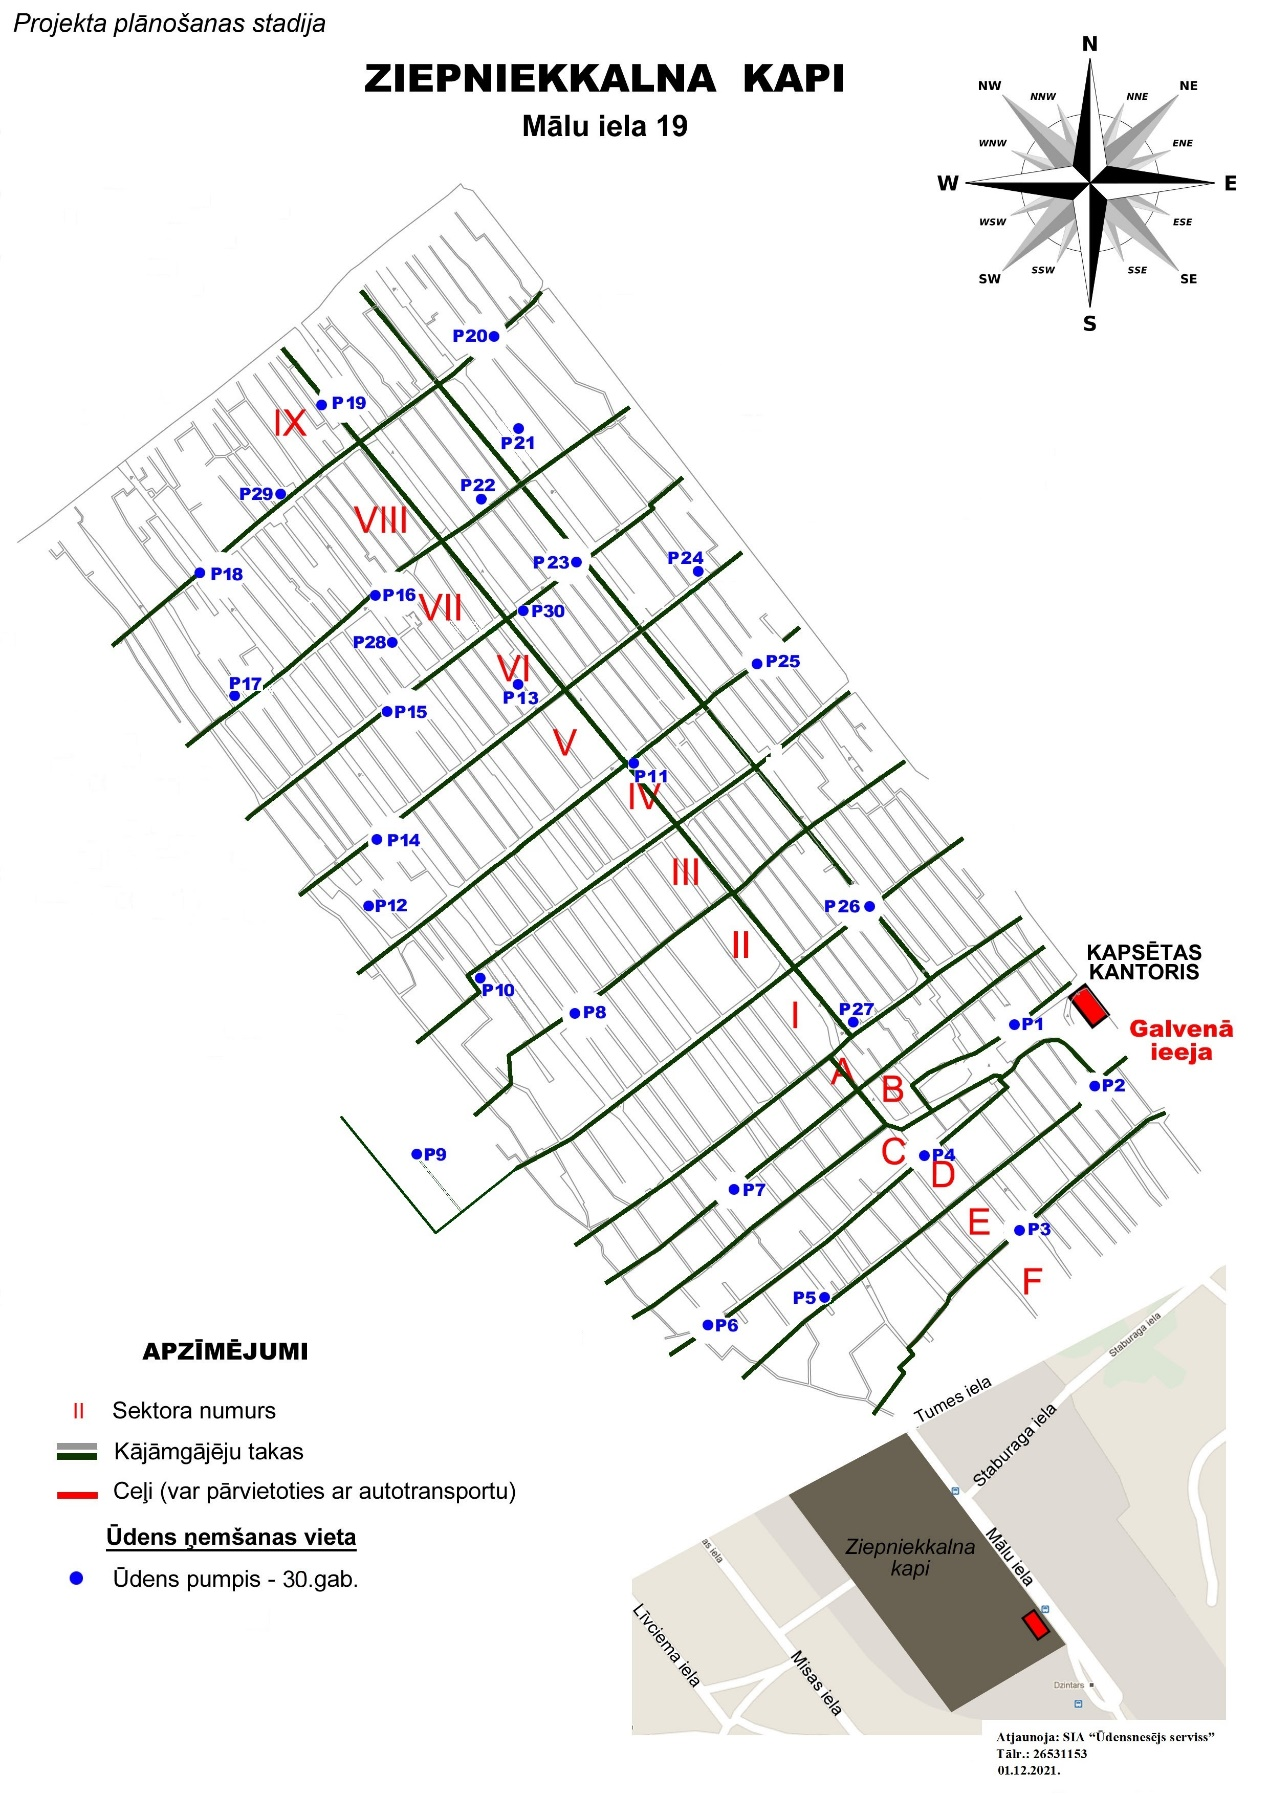 Projekta plānošanas stadija
ZIEPNIEKKALNA KAPI
Mālu iela 19
N
NNW
NNE
NW
NE
WNW
ENE
W
E
WSW
ESE
SW
SE
SSW
SSE
S
P20
P19
IX
P21
P22
P29
VIII
P23
P24
P18
P16
VII
P30
P28
VI
P25
P17
P13
P15
V
P11
IV
P14
III
P12
P26
II
KAPSĒTAS
KANTORIS
P10
I
P27
P8
P1
Galvenā
ieeja
A
B
P2
P9
C
P4
D
P7
E
P3
F
P5
P6
APZĪMĒJUMI
II Sektora numurs
Kājāmgājēju takas
Ceļi (var pārvietoties ar autotransportu)
Ūdens ņemšanas vieta
Ūdens pumpis - 30.gab.
Staburaga iela
Tumes iela
Staburaga iela
Ziepniekkalna
kapi
Mālu iela
as iela
Līvciema iela
Misas iela
Dzintars
Atjaunoja: SIA “Ūdensnesējs serviss”
Tālr.: 26531153
01.12.2021.